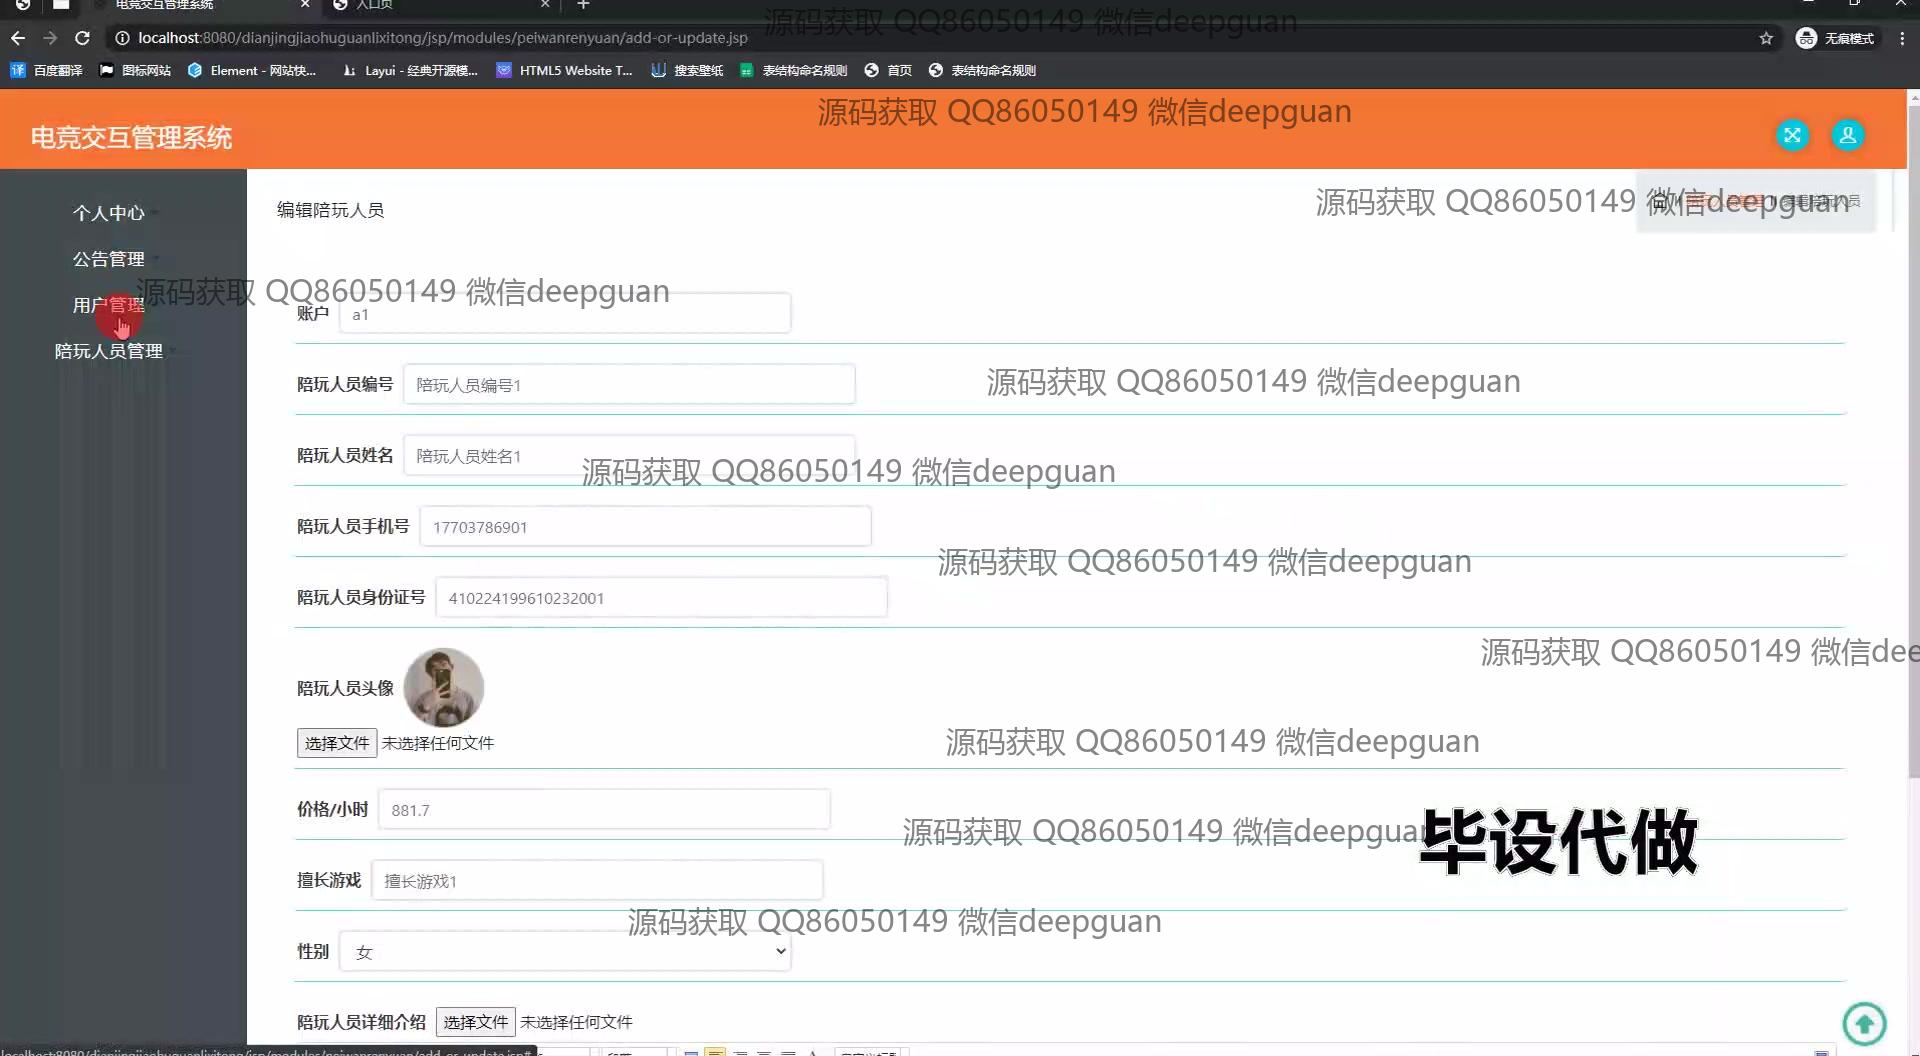 电竞交互管理系统
入口页
localhost:8080/dianjingjiaohuguanlixitong/jsp/modules/peiwanrenyuan/add-or-update.jsp
无痕模式
百度翻译
图标网站
Element - 网站快...
Layui - 经典开源模...
HTML5 Website T...
搜索壁纸
表结构命名规则
首页
表结构命名规则
源码获取 QQ86050149 微信deepguan
源码获取 QQ86050149 微信deepguan
电竞交互管理系统
个人中心
公告管理
用户管理
陪玩人员管理
编辑陪玩人员
源码获取 QQ86050149 微信deepguan
编辑陪玩人员
源码获取 QQ86050149 微信deepguan
账户 a1
陪玩人员编号 陪玩人员编号1
源码获取 QQ86050149 微信deepguan
陪玩人员姓名 陪玩人员姓名1
源码获取 QQ86050149 微信deepguan
陪玩人员手机号 17703786901
源码获取 QQ86050149 微信deepguan
陪玩人员身份证号 410224199610232001
源码获取 QQ86050149 微信dee
陪玩人员头像
选择文件 未选择任何文件
源码获取 QQ86050149 微信deepguan
价格/小时 881.7
源码获取 QQ86050149 微信deepguan
毕设代做
擅长游戏 擅长游戏1
源码获取 QQ86050149 微信deepguan
性别 女
陪玩人员详细介绍 选择文件 未选择任何文件
localhost:8080/dianjingjiaohuguanlixitong/jsp/modules/peiwanrenyuan/add-or-update.jsp#